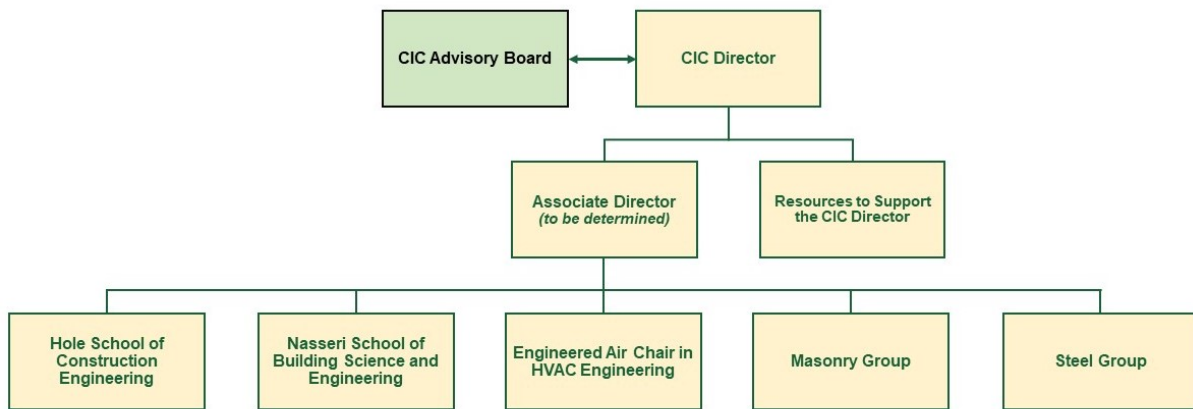 CIC Advisory Board
CIC Director
Associate Director
(to be determined)
Resources to Support
the CIC Director
Hole School of
Construction
Engineering
Nasseri School of
Building Science and
Engineering
Engineered Air Chair in
HVAC Engineering
Masonry Group
Steel Group